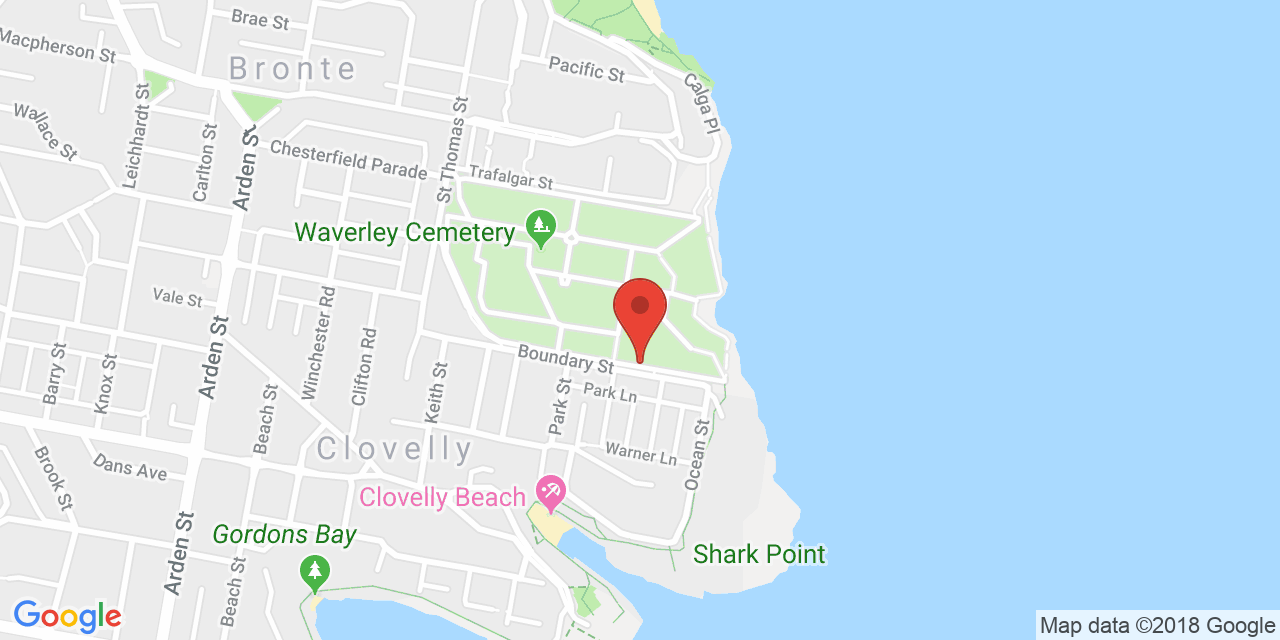 Brae St
Macpherson St
Bronte
Pacific St
Calga Pl
Wallace St
Leichhardt St
Carlton St
Arden St
St Thomas St
Chesterfield Parade
Trafalgar St
Waverley Cemetery
Vale St
Winchester Rd
Clifton Rd
Arden St
Boundary St
Barry St
Knox St
Beach St
Keith St
Park St
Park Ln
Clovelly
Warner Ln
Ocean St
Brook St
Dans Ave
Clovelly Beach
Gordons Bay
Shark Point
Arden St
Beach St
Google
Map data ©2018 Google